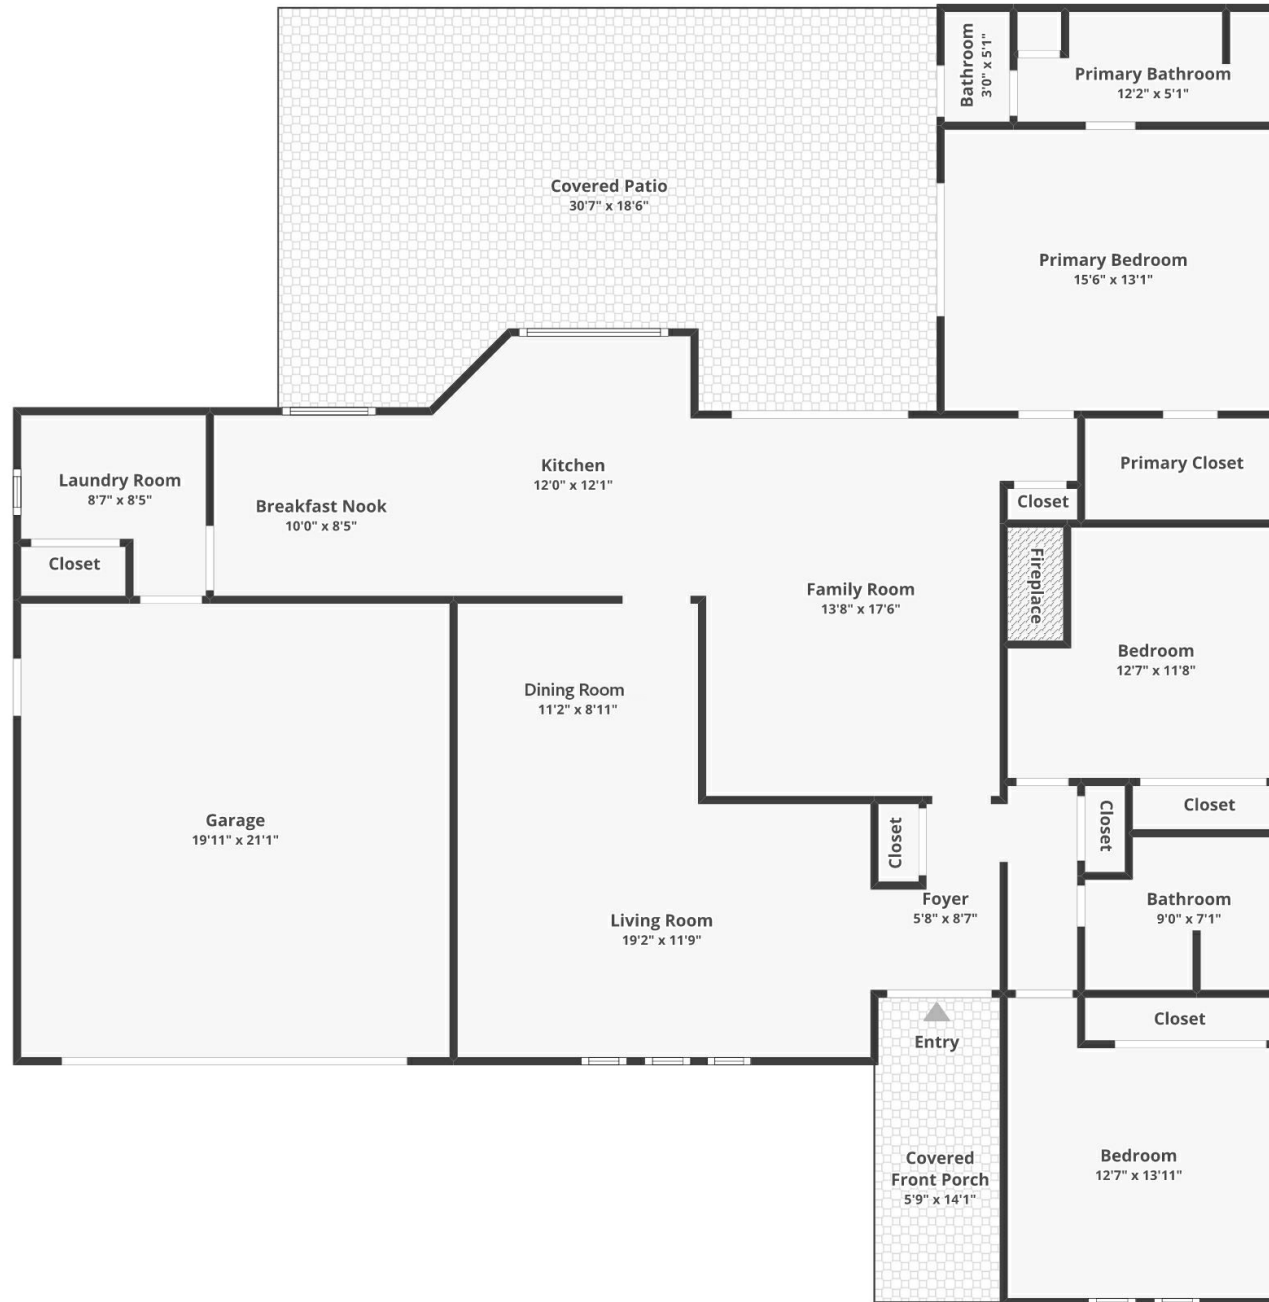 Bathroom
3'0" x 5'1"
Primary Bathroom
12'2" x 5'1"
Covered Patio
30'7" x 18'6"
Primary Bedroom
15'6" x 13'1"
Laundry Room
8'7" x 8'5"
Breakfast Nook
10'0" x 8'5"
Kitchen
12'0" x 12'1"
Primary Closet
Closet
Closet
Fireplace
Family Room
13'8" x 17'6"
Bedroom
12'7" x 11'8"
Dining Room
11'2" x 8'11"
Garage
19'11" x 21'1"
Closet
Closet
Closet
Living Room
19'2" x 11'9"
Foyer
5'8" x 8'7"
Bathroom
9'0" x 7'1"
Entry
Closet
Covered
Front Porch
5'9" x 14'1"
Bedroom
12'7" x 13'11"